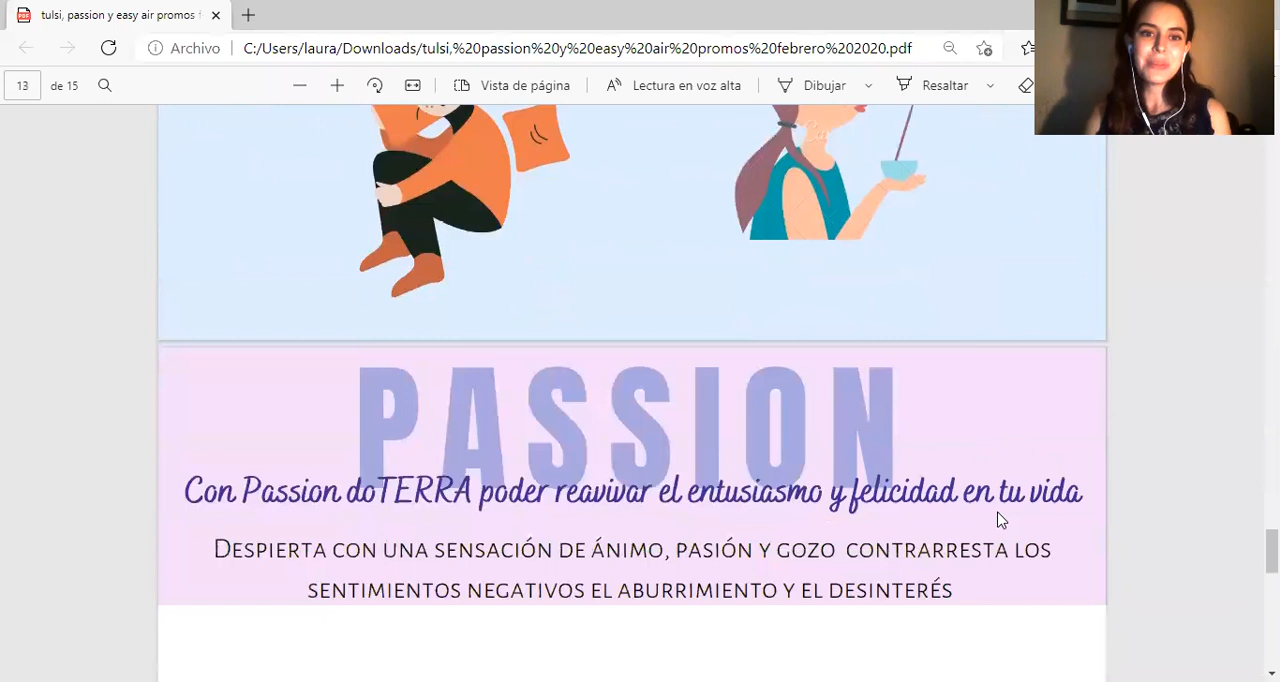 tulsi, passion y easy air promos f
Archivo
C:/Users/laura/Downloads/tulsi,%20passion%20y%20easy%20air%20promos%20febrero%202020.pdf
13 de 15
Vista de página
Lectura en voz alta
Dibujar
Resaltar
PASSION
Con Passion doTERRA poder reavivar el entusiasmo y felicidad en tu vida
DESPIERTA CON UNA SENSACIÓN DE ÁNIMO, PASIÓN Y GOZO CONTRARRESTA LOS
SENTIMIENTOS NEGATIVOS EL ABURRIMIENTO Y EL DESINTERÉS